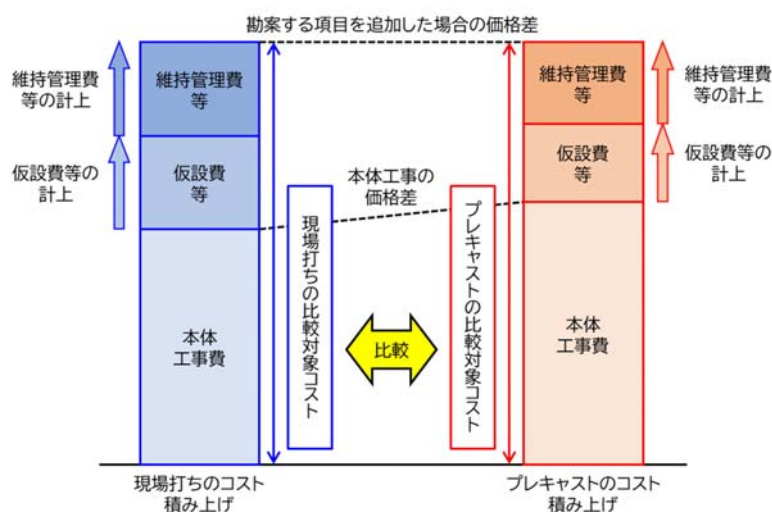 勘案する項目を追加した場合の価格差
維持管理費
等の計上
維持管理費
等
維持管理費
等
維持管理費
等の計上
仮設費等の
計上
仮設費
等
本体工事の
価格差
仮設費
等
仮設費等の
計上
現場打ちの比較対象コスト
プレキャストの比較対象コスト
本体
工事費
比較
本体
工事費
現場打ちのコスト
積み上げ
プレキャストのコスト
積み上げ